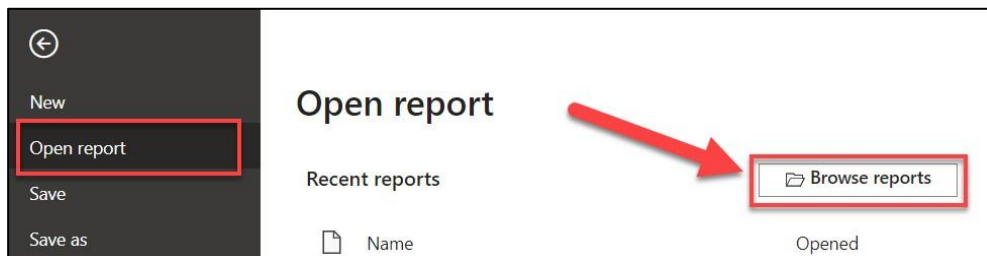 New
Open report
Save
Save as
Open report
Recent reports
Browse reports
Name
Opened